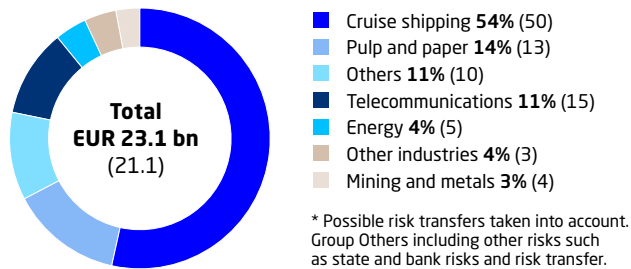 Total
EUR 23.1 bn
(21.1)
Cruise shipping 54% (50)
Pulp and paper 14% (13)
Others 11% (10)
Telecommunications 11% (15)
Energy 4% (5)
Other industries 4% (3)
Mining and metals 3% (4)
* Possible risk transfers taken into account.
Group Others including other risks such
as state and bank risks and risk transfer.